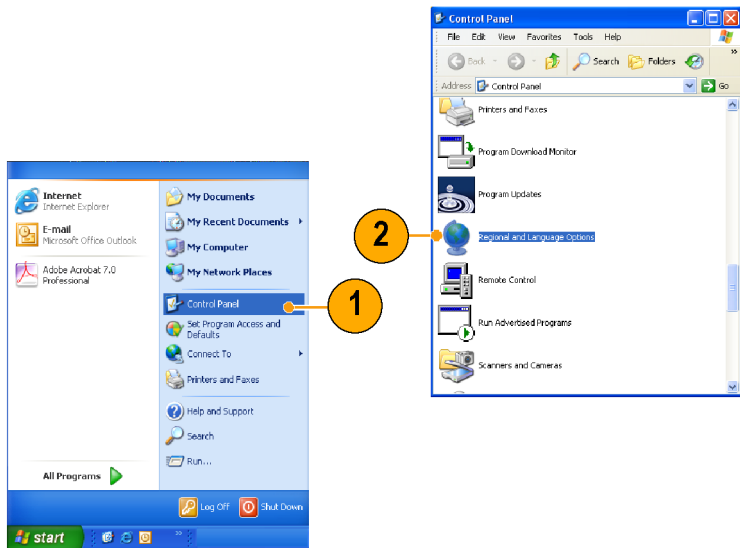 Control Panel
File Edit View Favorites Tools Help
Back Search Folders »
Address Control Panel Go
Printers and Faxes
Program Download Monitor
Program Updates
2
Regional and Language Options
Remote Control
Run Advertised Programs
Scanners and Cameras
Internet
Internet Explorer
E-mail
Microsoft Office Outlook
Adobe Acrobat 7.0
Professional
My Documents
My Recent Documents
My Computer
My Network Places
Control Panel
1
Set Program Access and
Defaults
Connect To
Printers and Faxes
Help and Support
Search
Run...
All Programs
Log Off Shut Down
start »